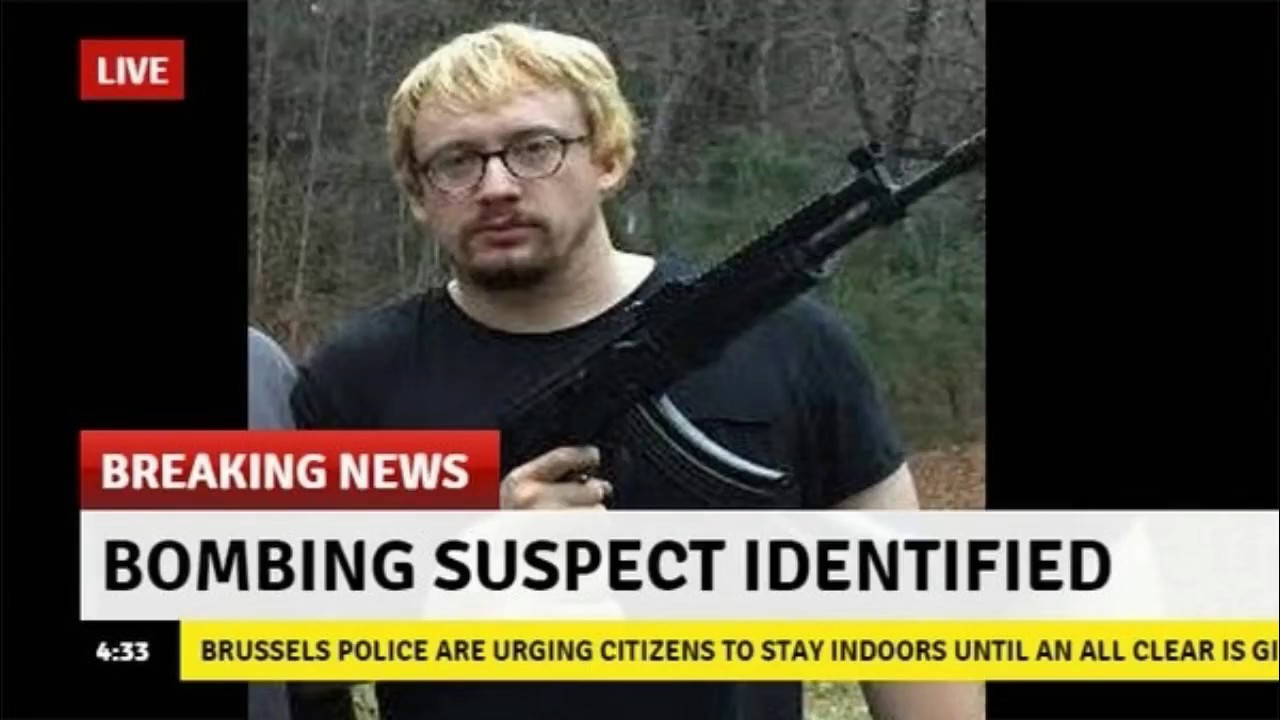 LIVE
BREAKING NEWS
BOMBING SUSPECT IDENTIFIED
4:33
BRUSSELS POLICE ARE URGING CITIZENS TO STAY INDOORS UNTIL AN ALL CLEAR IS GI